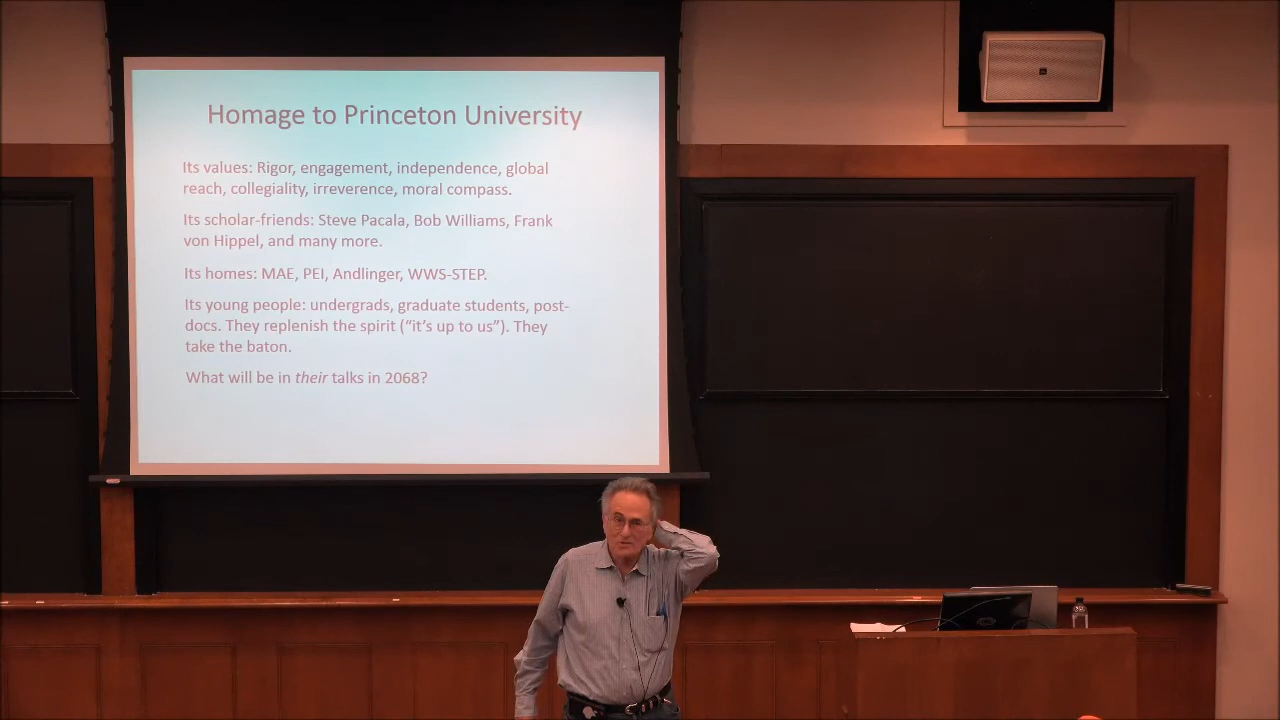 Homage to Princeton University
Its values: Rigor, engagement, independence, global
reach, collegiality, irreverence, moral compass.
Its scholar-friends: Steve Pacala, Bob Williams, Frank
von Hippel, and many more.
Its homes: MAE, PEI, Andlinger, WWS-STEP.
Its young people: undergrads, graduate students, post-
docs. They replenish the spirit (“it’s up to us”). They
take the baton.
What will be in their talks in 2068?